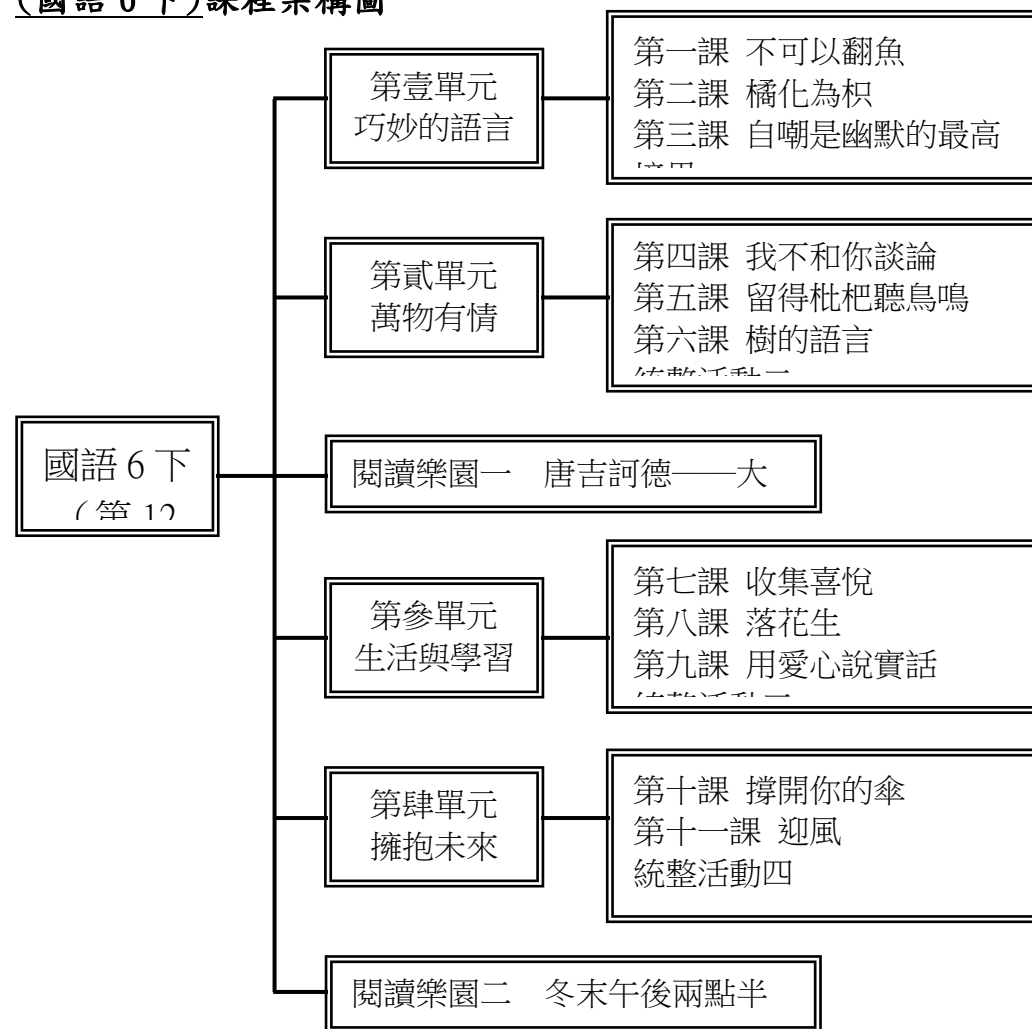 (國語 6 下)課程架構圖
第壹單元
巧妙的語言
第一課 不可以翻魚
第二課 橘化為枳
第三課 自嘲是幽默的最高
第貳單元
萬物有情
第四課 我不和你談論
第五課 留得枇杷聽鳥鳴
第六課 樹的語言
統整活動二
國語 6 下
(第 12
閱讀樂園一 唐吉訶德——大
第參單元
生活與學習
第七課 收集喜悅
第八課 落花生
第九課 用愛心說實話
第肆單元
擁抱未來
第十課 撐開你的傘
第十一課 迎風
統整活動四
閱讀樂園二 冬末午後兩點半